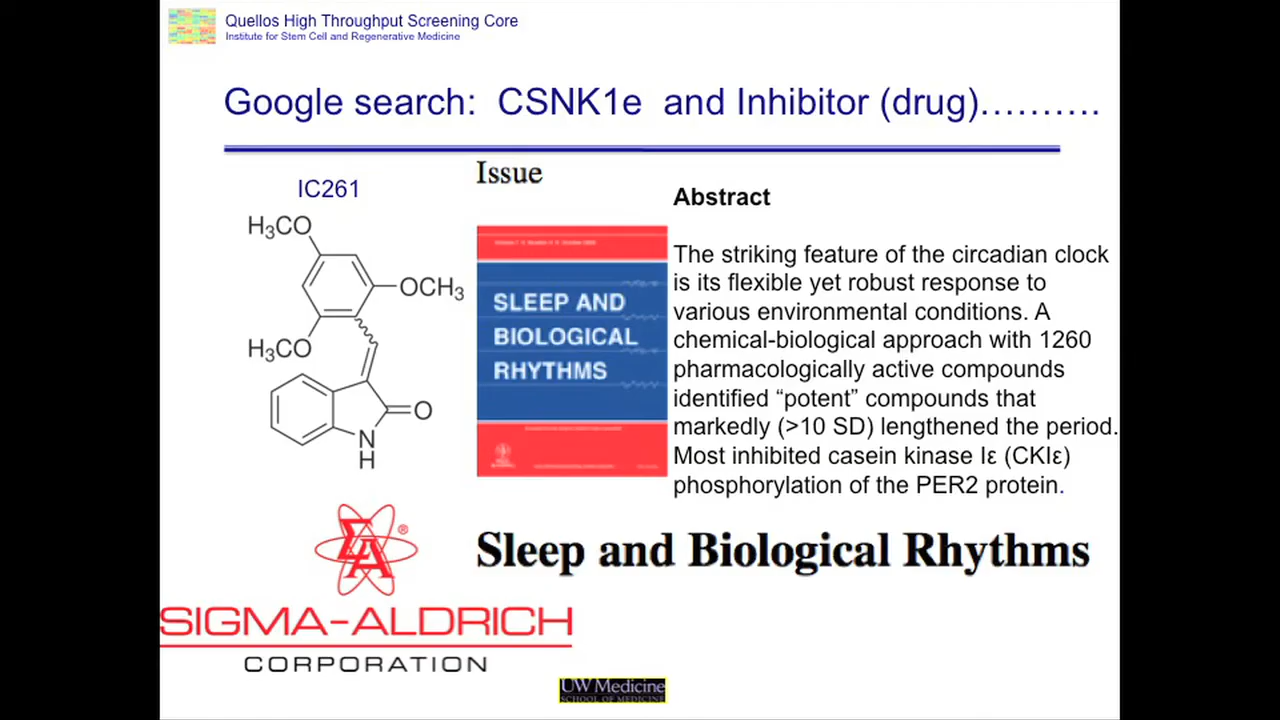 Quellos High Throughput Screening Core
Institute for Stem Cell and Regenerative Medicine
Google search: CSNK1e and Inhibitor (drug)……….
IC261
H₃CO
OCH₃
H₃CO
O
N
H
Issue
SLEEP AND
BIOLOGICAL
RHYTHMS
Abstract
The striking feature of the circadian clock
is its flexible yet robust response to
various environmental conditions. A
chemical-biological approach with 1260
pharmacologically active compounds
identified “potent” compounds that
markedly (>10 SD) lengthened the period.
Most inhibited casein kinase Iε (CKIε)
phosphorylation of the PER2 protein.
Sleep and Biological Rhythms
ΣA®
SIGMA-ALDRICH
CORPORATION
UW Medicine
SCHOOL OF MEDICINE